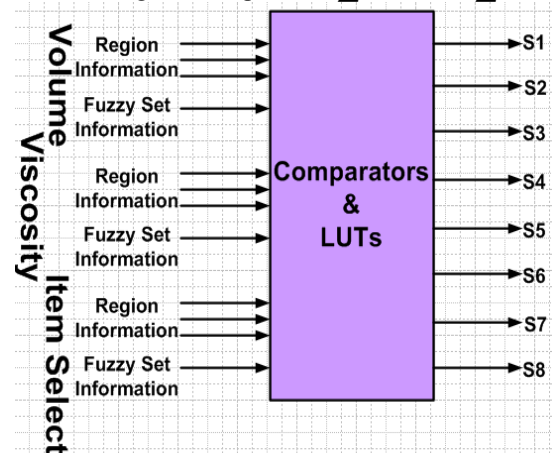 Volume
Viscosity
Item Select
Region
Information
Fuzzy Set
Information
Region
Information
Fuzzy Set
Information
Region
Information
Fuzzy Set
Information
Comparators
&
LUTs
S1
S2
S3
S4
S5
S6
S7
S8